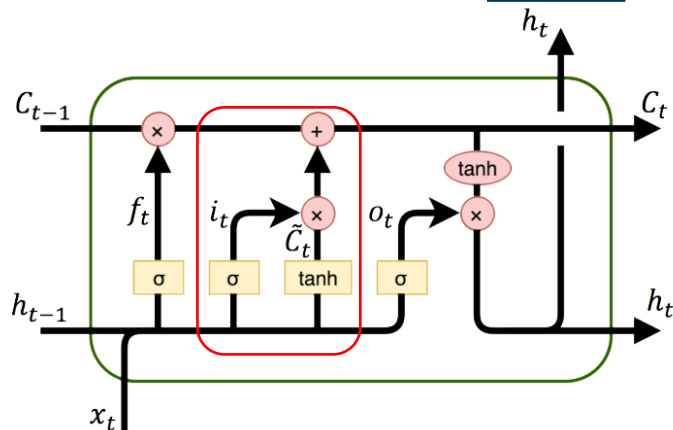 h_t
C_{t-1}
C_t
×
+
tanh
f_t
i_t
×
o_t
×
C̃_t
σ
σ
tanh
σ
h_{t-1}
h_t
x_t